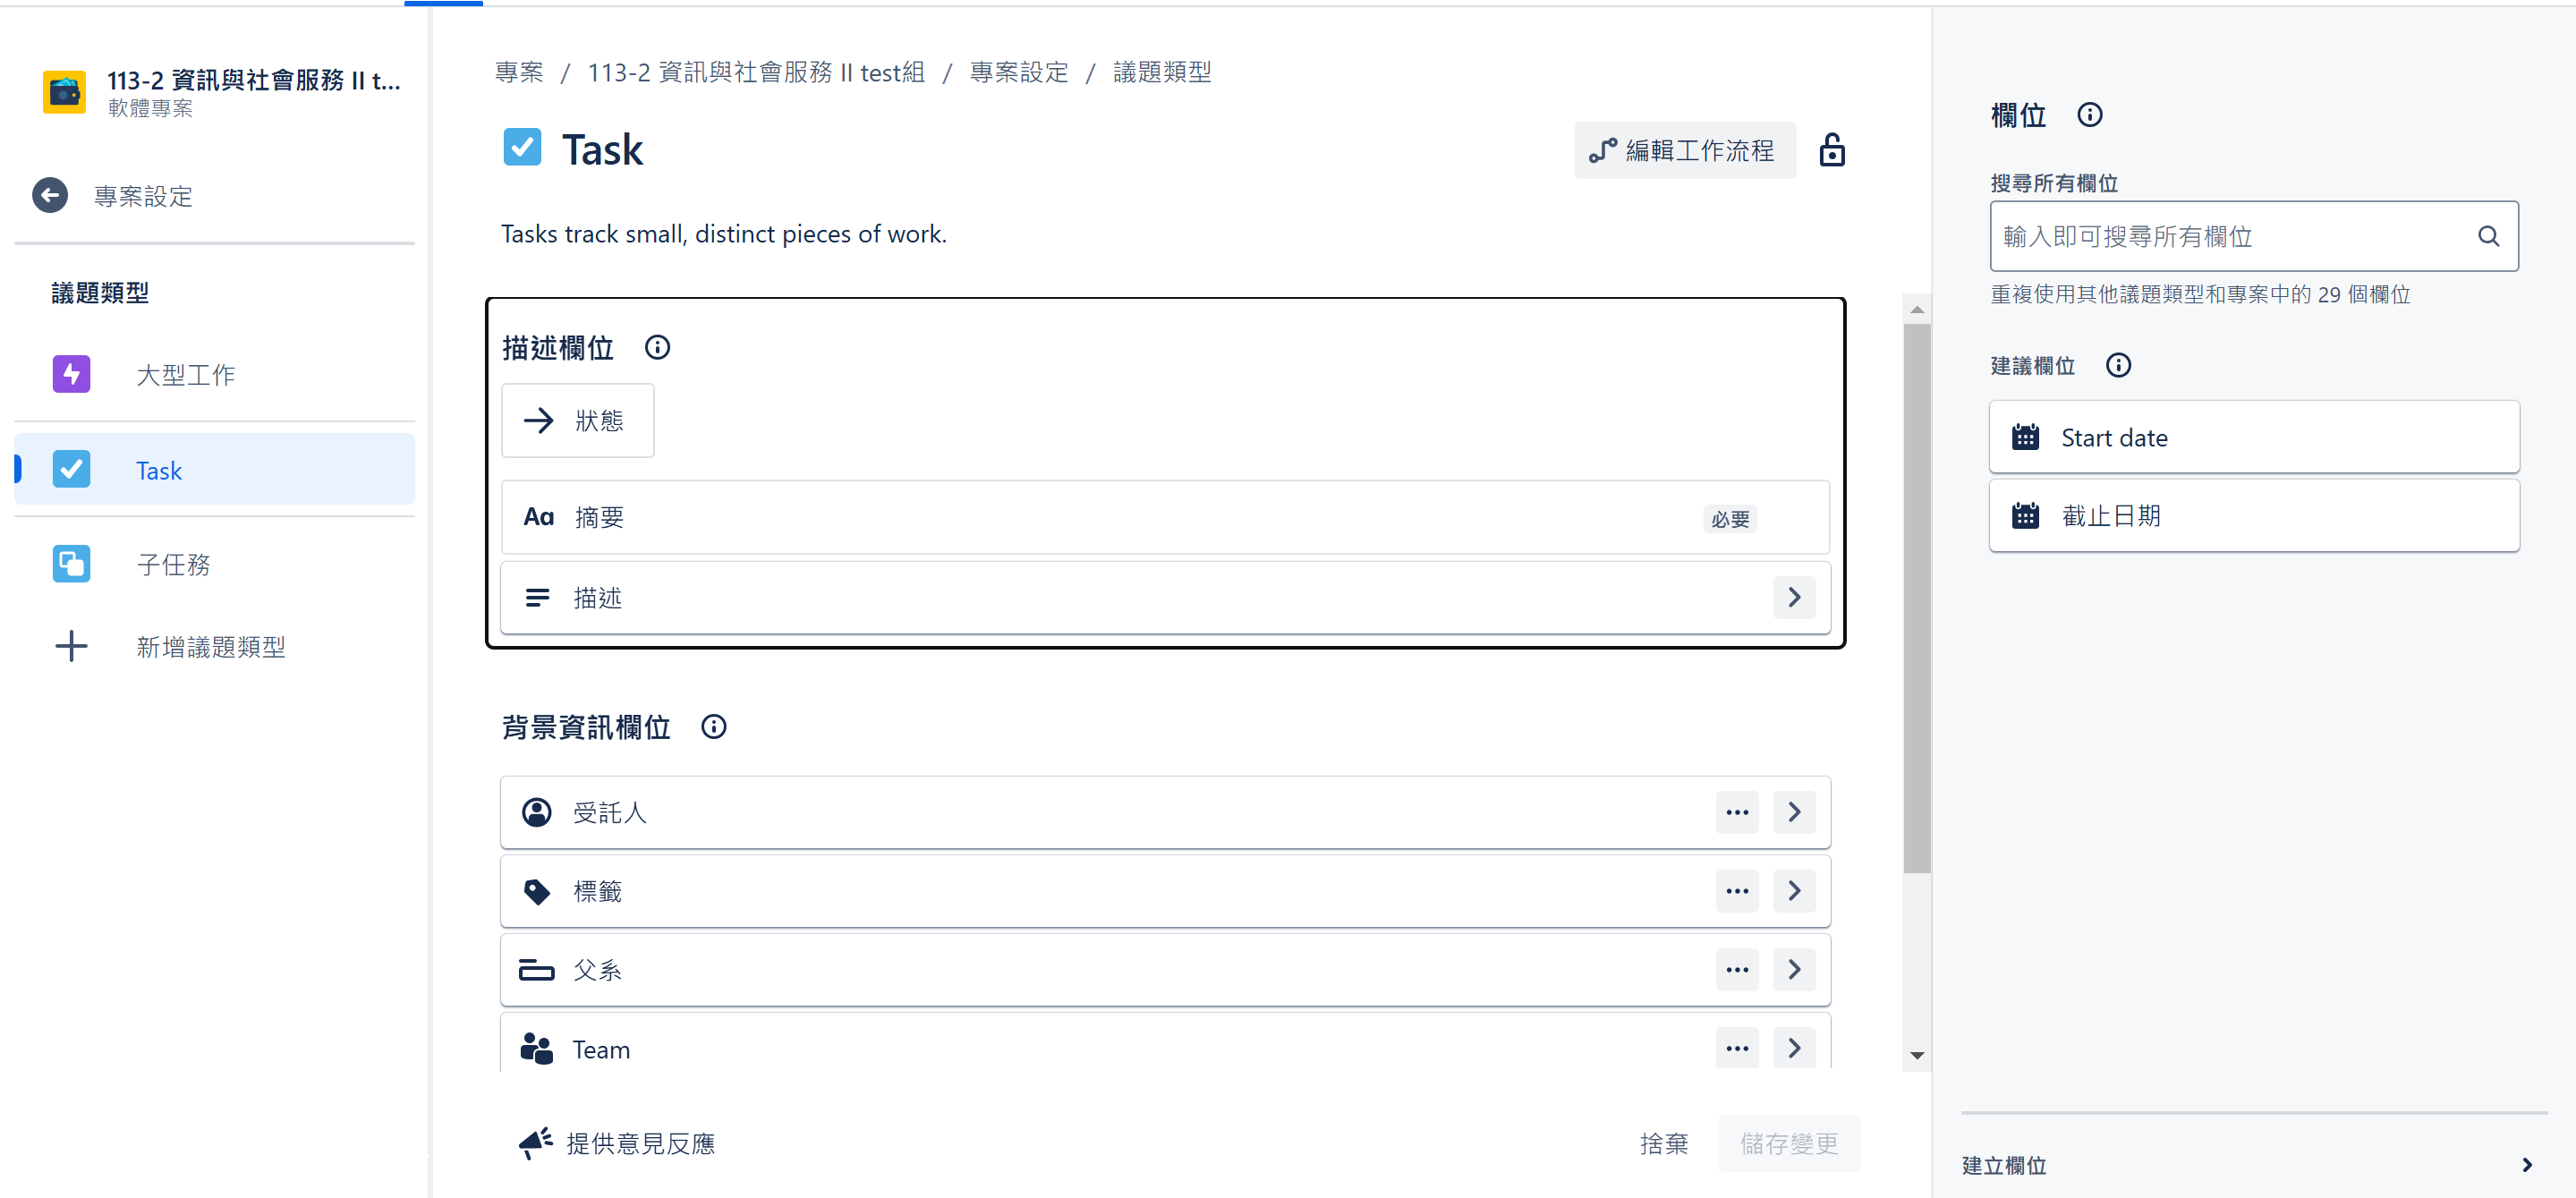 113-2 資訊與社會服務 II t...
軟體專案
專案設定
議題類型
大型工作
Task
子任務
新增議題類型
專案 / 113-2 資訊與社會服務 II test組 / 專案設定 / 議題類型
Task
編輯工作流程
Tasks track small, distinct pieces of work.
描述欄位
狀態
Aa 摘要 必要
描述
背景資訊欄位
受託人
標籤
父系
Team
提供意見反應
捨棄 儲存變更
欄位
搜尋所有欄位
輸入即可搜尋所有欄位
重複使用其他議題類型和專案中的 29 個欄位
建議欄位
Start date
截止日期
建立欄位